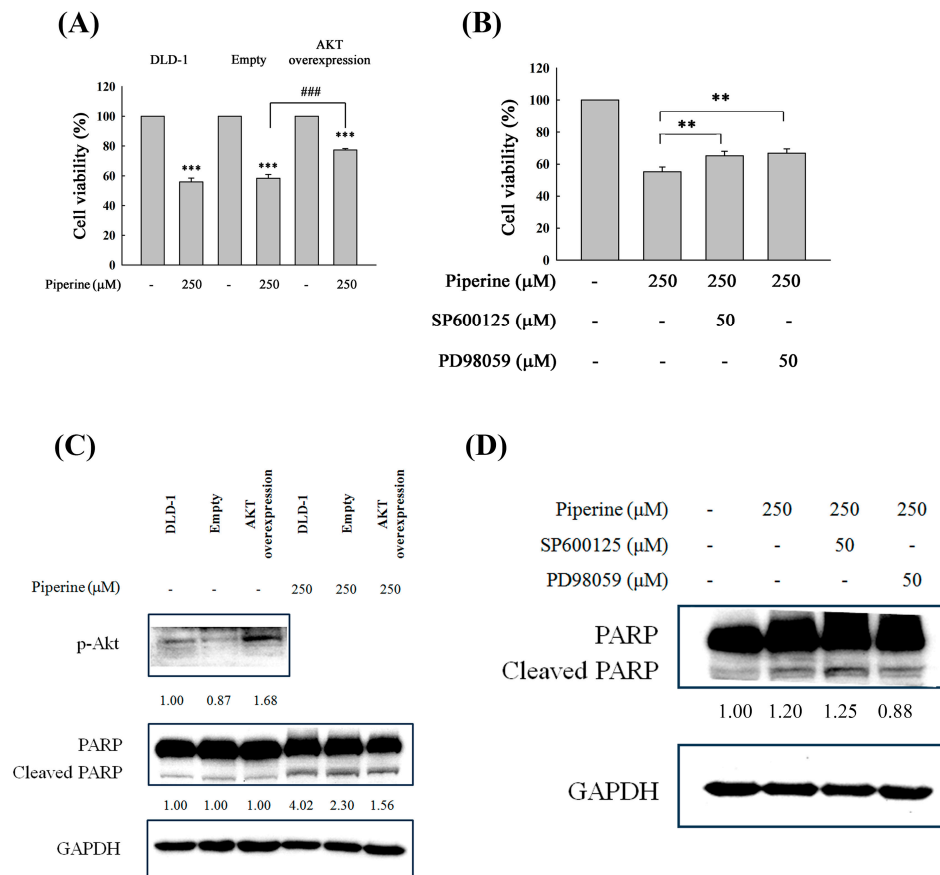 (A)
DLD-1 Empty AKT
overexpression
###
*** *** ***
Cell viability (%)
120
100
80
60
40
20
0
Piperine (μM) - 250 - 250 - 250
(B)
** **
Cell viability (%)
120
100
80
60
40
20
0
Piperine (μM) - 250 250 250
SP600125 (μM) - - 50 -
PD98059 (μM) - - - 50
(C)
DLD-1 Empty AKT overexpression DLD-1 Empty AKT overexpression
Piperine (μM) - - - 250 250 250
p-Akt
1.00 0.87 1.68
PARP
Cleaved PARP
1.00 1.00 1.00 4.02 2.30 1.56
GAPDH
(D)
Piperine (μM) - 250 250 250
SP600125 (μM) - - 50 -
PD98059 (μM) - - - 50
PARP
Cleaved PARP
1.00 1.20 1.25 0.88
GAPDH